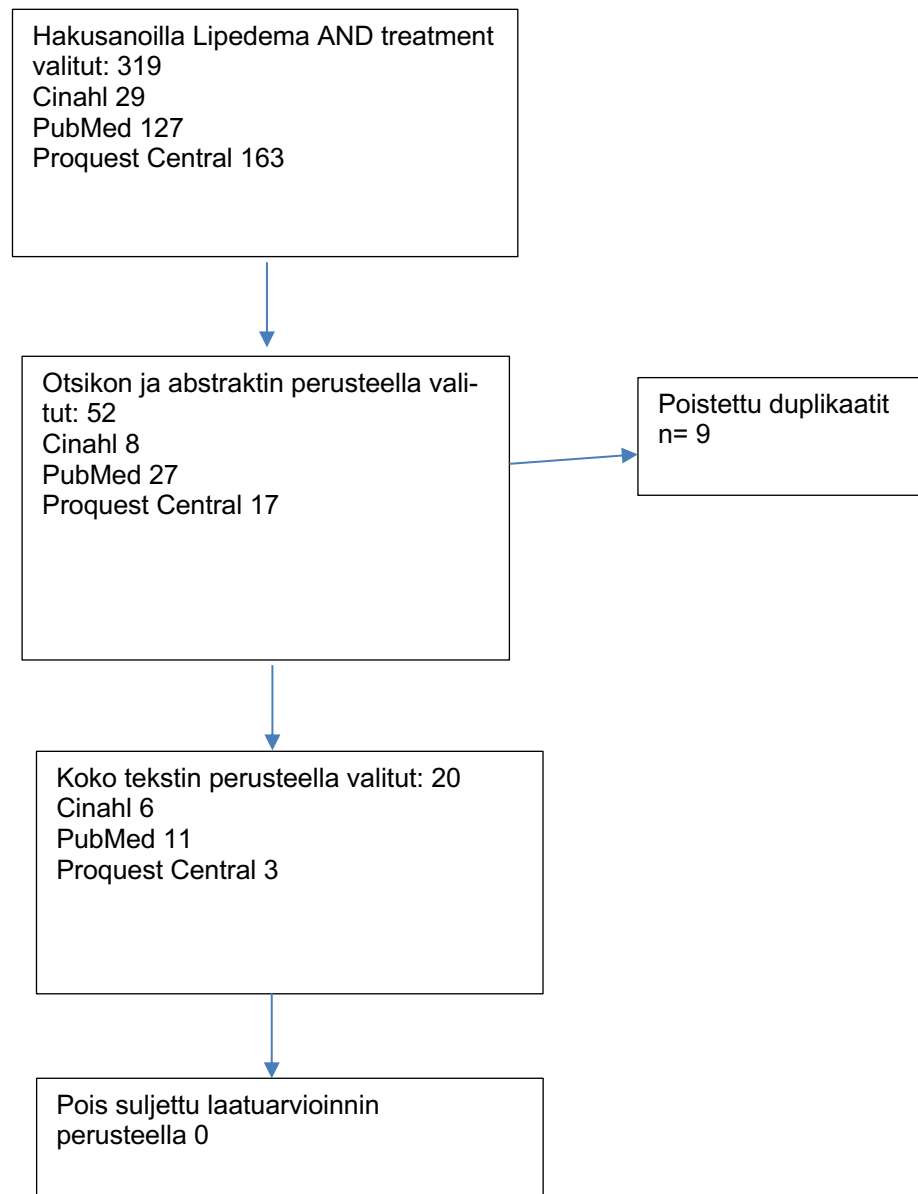 Hakusanoilla Lipedema AND treatment
valitut: 319
Cinahl 29
PubMed 127
Proquest Central 163
Otsikon ja abstraktin perusteella vali-
tut: 52
Cinahl 8
PubMed 27
Proquest Central 17
Poistettu duplikaatit
n= 9
Koko tekstin perusteella valitut: 20
Cinahl 6
PubMed 11
Proquest Central 3
Pois suljettu laatuarvioinnin
perusteella 0